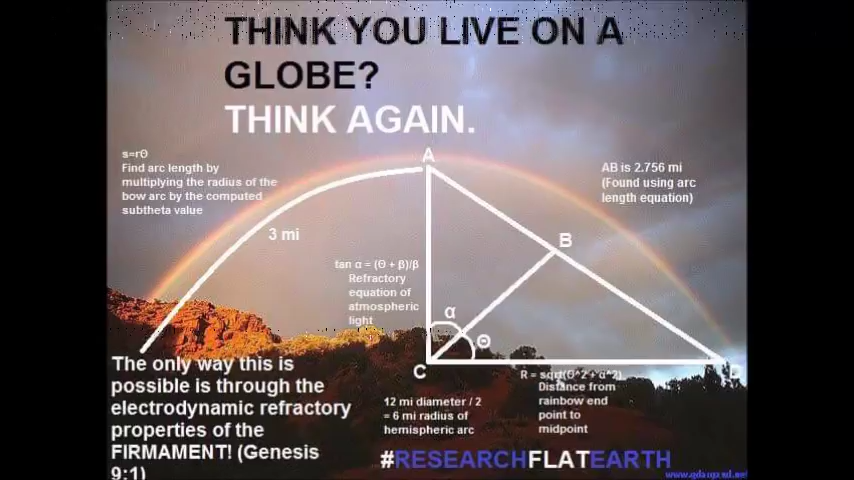 THINK YOU LIVE ON A
GLOBE?
THINK AGAIN.
s=rΘ
Find arc length by
multiplying the radius of the
bow arc by the computed
subtheta value
A
AB is 2.756 mi
(Found using arc
length equation)
3 mi
B
tan α = (Θ + β)/β
Refractory
equation of
atmospheric
light
α
Θ
C
D
The only way this is
possible is through the
electrodynamic refractory
properties of the
FIRMAMENT! (Genesis
9:1)
12 mi diameter / 2
= 6 mi radius of
hemispheric arc
R = sqrt(Θ^2 + α^2)
Distance from
rainbow end
point to
midpoint
#RESEARCHFLATEARTH